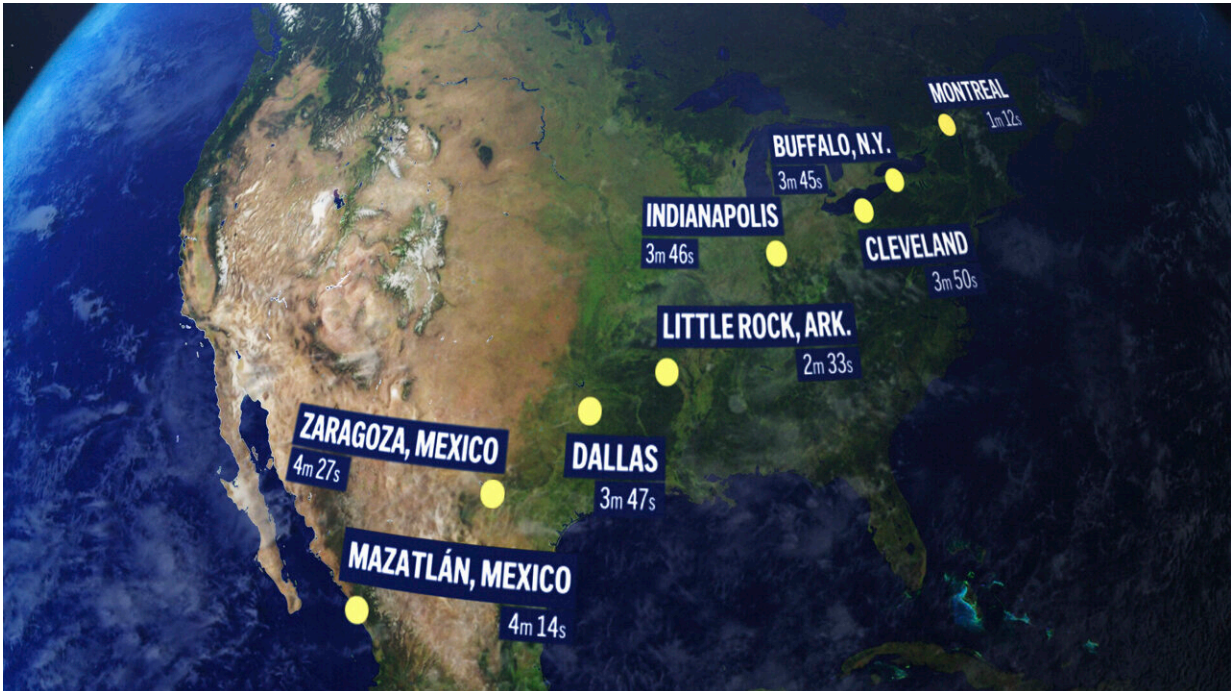 MONTREAL
1m 12s
BUFFALO, N.Y.
3m 45s
INDIANAPOLIS
3m 46s
CLEVELAND
3m 50s
LITTLE ROCK, ARK.
2m 33s
ZARAGOZA, MEXICO
4m 27s
DALLAS
3m 47s
MAZATLÁN, MEXICO
4m 14s